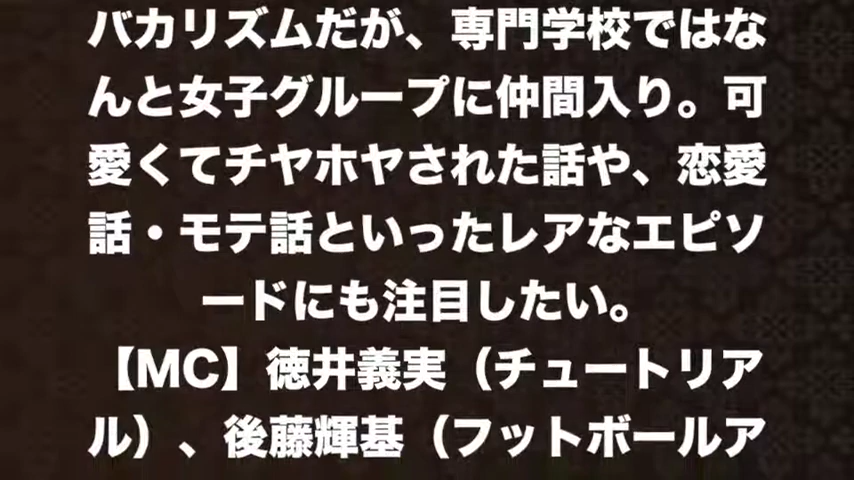 バカリズムだが、専門学校ではな
んと女子グループに仲間入り。可
愛くてチヤホヤされた話や、恋愛
話・モテ話といったレアなエピソ
ードにも注目したい。
【MC】徳井義実（チュートリア
ル）、後藤輝基（フットボールア